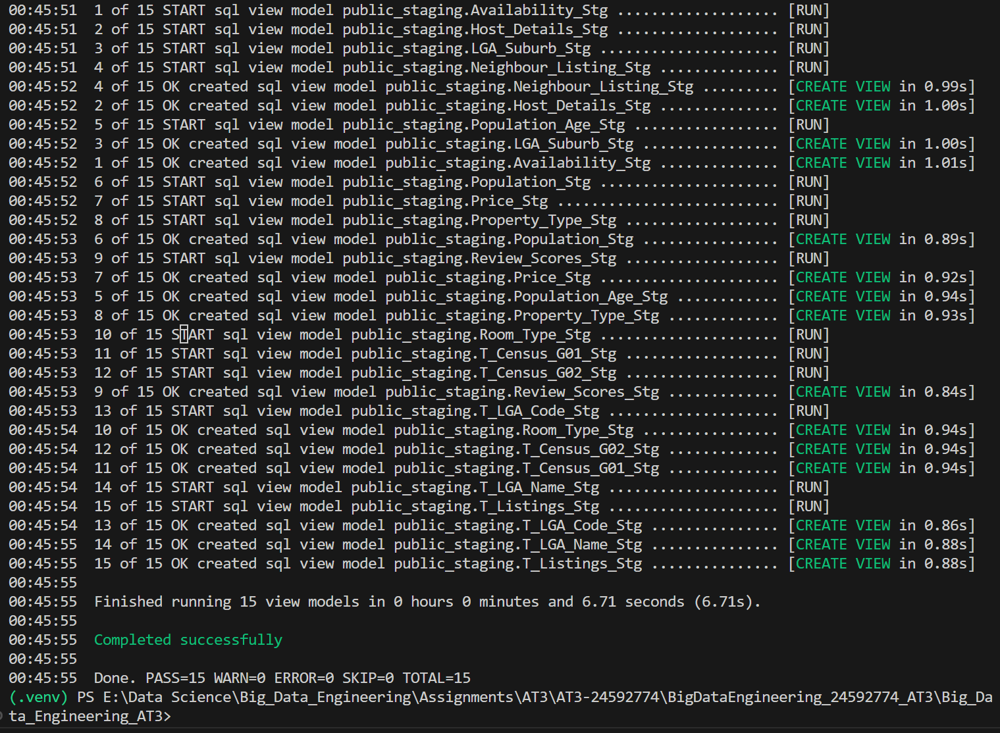 00:45:51  1 of 15 START sql view model public_staging.Availability_Stg ................... [RUN]
00:45:51  2 of 15 START sql view model public_staging.Host_Details_Stg ................... [RUN]
00:45:51  3 of 15 START sql view model public_staging.LGA_Suburb_Stg ..................... [RUN]
00:45:51  4 of 15 START sql view model public_staging.Neighbour_Listing_Stg .............. [RUN]
00:45:52  4 of 15 OK created sql view model public_staging.Neighbour_Listing_Stg ......... [CREATE VIEW in 0.99s]
00:45:52  2 of 15 OK created sql view model public_staging.Host_Details_Stg .............. [CREATE VIEW in 1.00s]
00:45:52  5 of 15 START sql view model public_staging.Population_Age_Stg ................. [RUN]
00:45:52  3 of 15 OK created sql view model public_staging.LGA_Suburb_Stg ................ [CREATE VIEW in 1.00s]
00:45:52  1 of 15 OK created sql view model public_staging.Availability_Stg .............. [CREATE VIEW in 1.01s]
00:45:52  6 of 15 START sql view model public_staging.Population_Stg ..................... [RUN]
00:45:52  7 of 15 START sql view model public_staging.Price_Stg .......................... [RUN]
00:45:52  8 of 15 START sql view model public_staging.Property_Type_Stg .................. [RUN]
00:45:53  6 of 15 OK created sql view model public_staging.Population_Stg ................ [CREATE VIEW in 0.89s]
00:45:53  9 of 15 START sql view model public_staging.Review_Scores_Stg .................. [RUN]
00:45:53  7 of 15 OK created sql view model public_staging.Price_Stg ..................... [CREATE VIEW in 0.92s]
00:45:53  5 of 15 OK created sql view model public_staging.Population_Age_Stg ............ [CREATE VIEW in 0.94s]
00:45:53  8 of 15 OK created sql view model public_staging.Property_Type_Stg ............. [CREATE VIEW in 0.93s]
00:45:53  10 of 15 START sql view model public_staging.Room_Type_Stg ..................... [RUN]
00:45:53  11 of 15 START sql view model public_staging.T_Census_G01_Stg .................. [RUN]
00:45:53  12 of 15 START sql view model public_staging.T_Census_G02_Stg .................. [RUN]
00:45:53  9 of 15 OK created sql view model public_staging.Review_Scores_Stg ............. [CREATE VIEW in 0.84s]
00:45:53  13 of 15 START sql view model public_staging.T_LGA_Code_Stg .................... [RUN]
00:45:54  10 of 15 OK created sql view model public_staging.Room_Type_Stg ................ [CREATE VIEW in 0.94s]
00:45:54  12 of 15 OK created sql view model public_staging.T_Census_G02_Stg ............. [CREATE VIEW in 0.94s]
00:45:54  11 of 15 OK created sql view model public_staging.T_Census_G01_Stg ............. [CREATE VIEW in 0.94s]
00:45:54  14 of 15 START sql view model public_staging.T_LGA_Name_Stg .................... [RUN]
00:45:54  15 of 15 START sql view model public_staging.T_Listings_Stg .................... [RUN]
00:45:54  13 of 15 OK created sql view model public_staging.T_LGA_Code_Stg ............... [CREATE VIEW in 0.86s]
00:45:55  14 of 15 OK created sql view model public_staging.T_LGA_Name_Stg ............... [CREATE VIEW in 0.88s]
00:45:55  15 of 15 OK created sql view model public_staging.T_Listings_Stg ............... [CREATE VIEW in 0.88s]
00:45:55
00:45:55  Finished running 15 view models in 0 hours 0 minutes and 6.71 seconds (6.71s).
00:45:55
00:45:55  Completed successfully
00:45:55
00:45:55  Done. PASS=15 WARN=0 ERROR=0 SKIP=0 TOTAL=15
(.venv) PS E:\Data Science\Big_Data_Engineering\Assignments\AT3\AT3-24592774\BigDataEngineering_24592774_AT3\Big_Da
ta_Engineering_AT3>